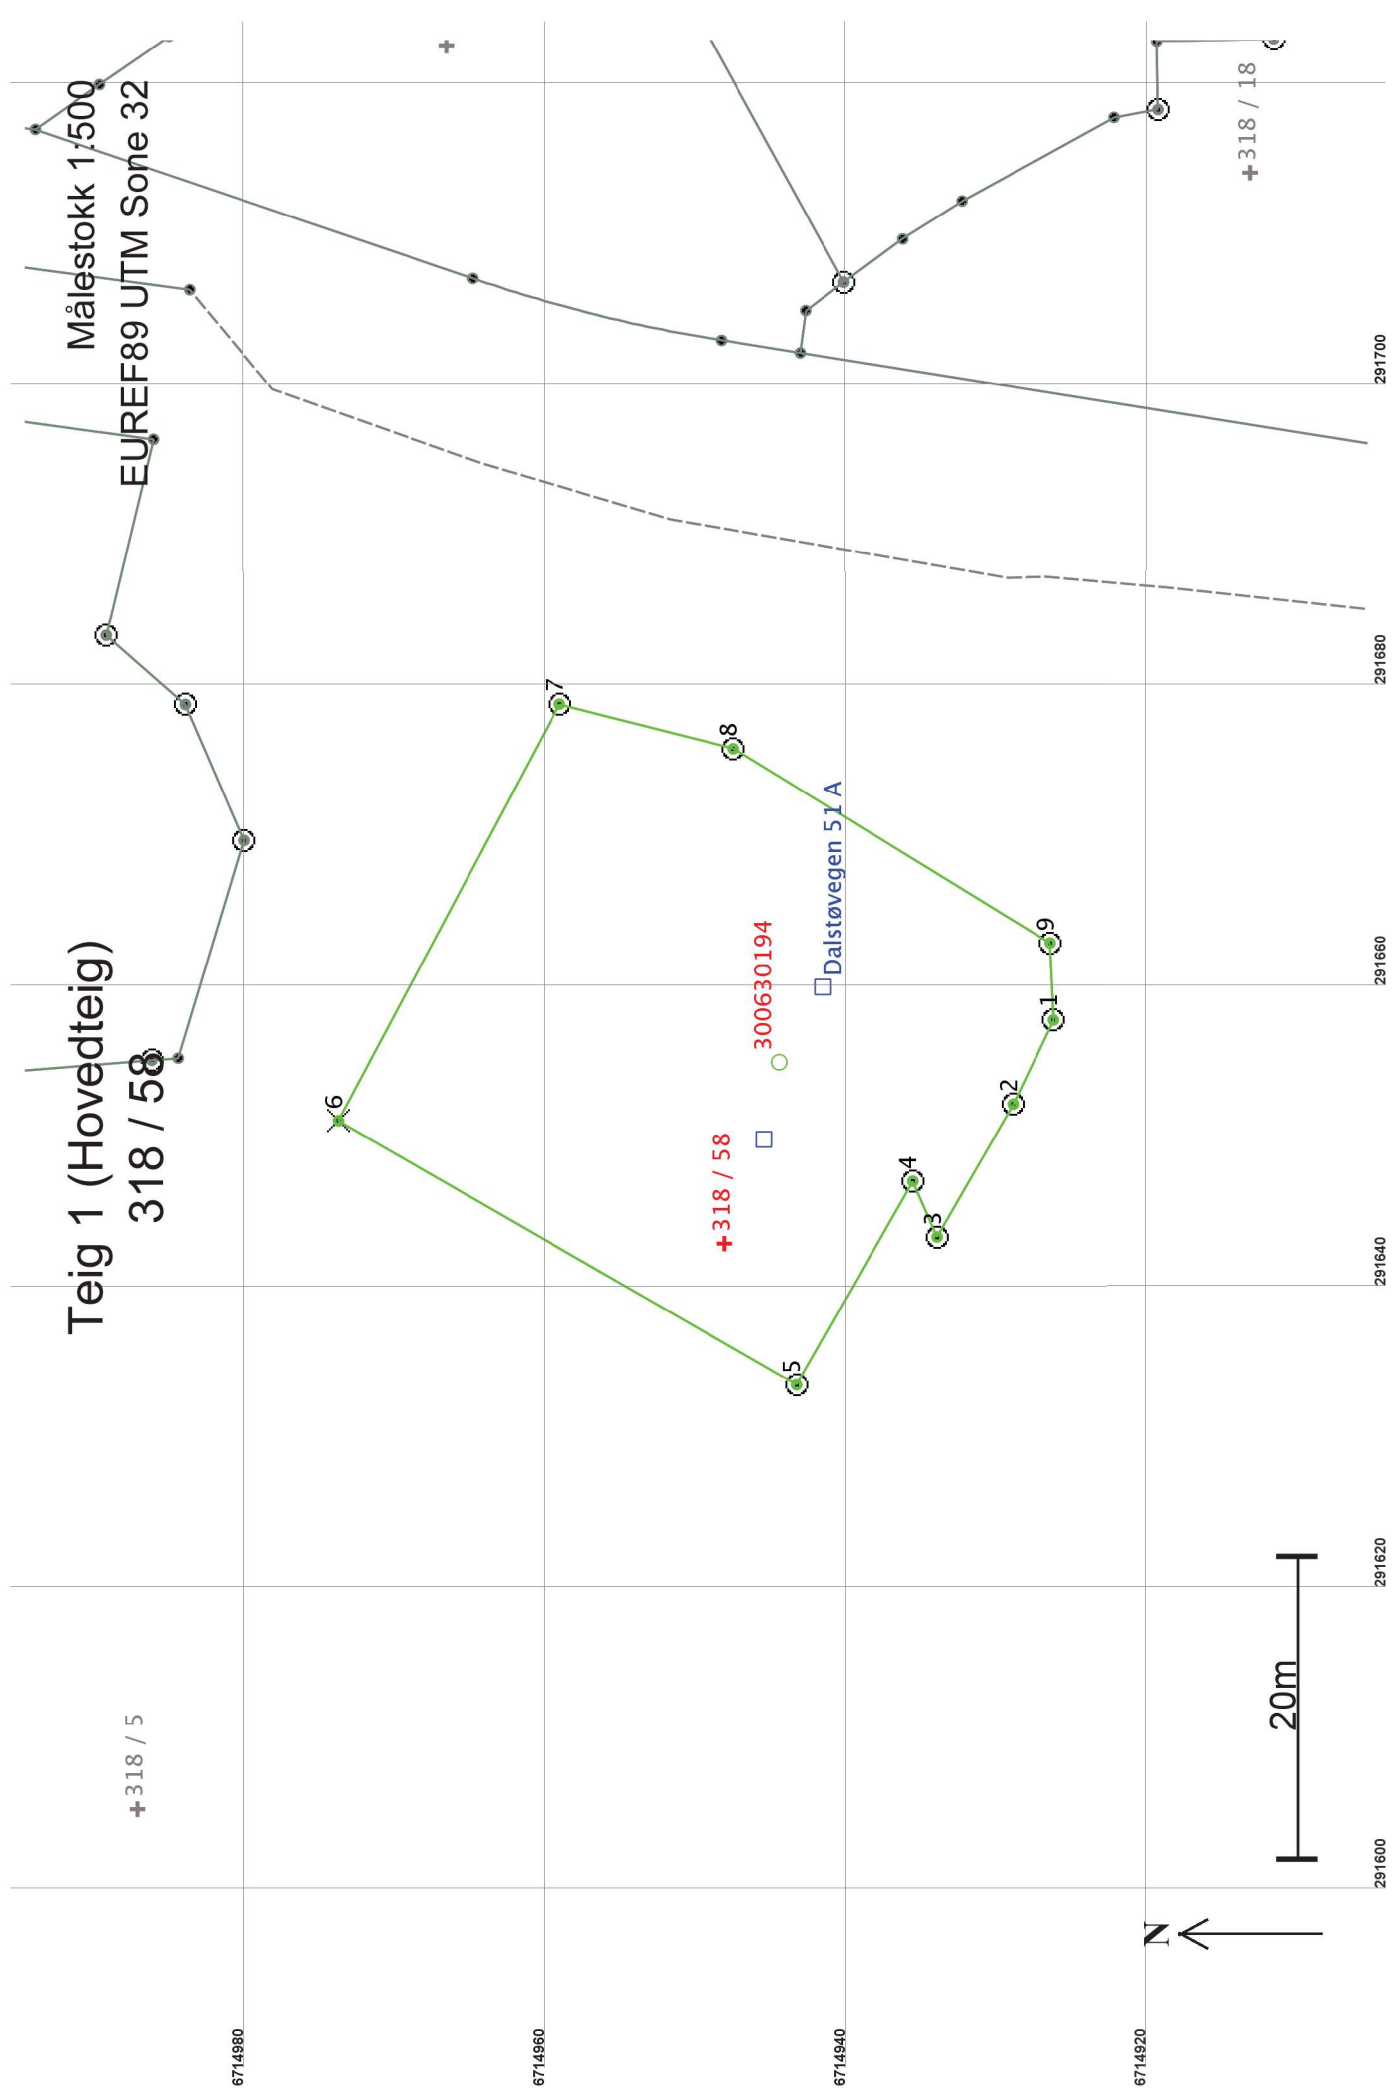 Teig 1 (Hovedteig)
318 / 58
Målestokk 1:500
EUREF89 UTM Sone 32
318 / 5
6714980
6
7
6714960
318 / 58
300630194
8
5
Dalstøvegen 51 A
6714940
4
3
2
1
9
6714920
318 / 18
N
20m
291600
291620
291640
291660
291680
291700